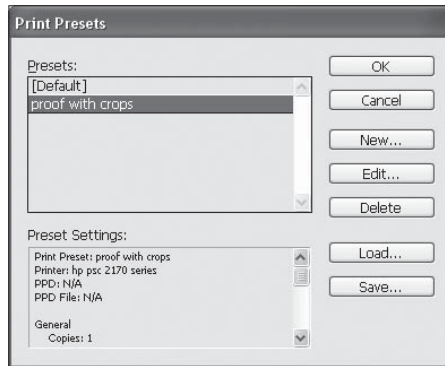 Print Presets
Presets:
[Default]
proof with crops
OK
Cancel
New...
Edit...
Delete
Load...
Save...
Preset Settings:
Print Preset: proof with crops
Printer: hp psc 2170 series
PPD: N/A
PPD File: N/A
General
Copies: 1